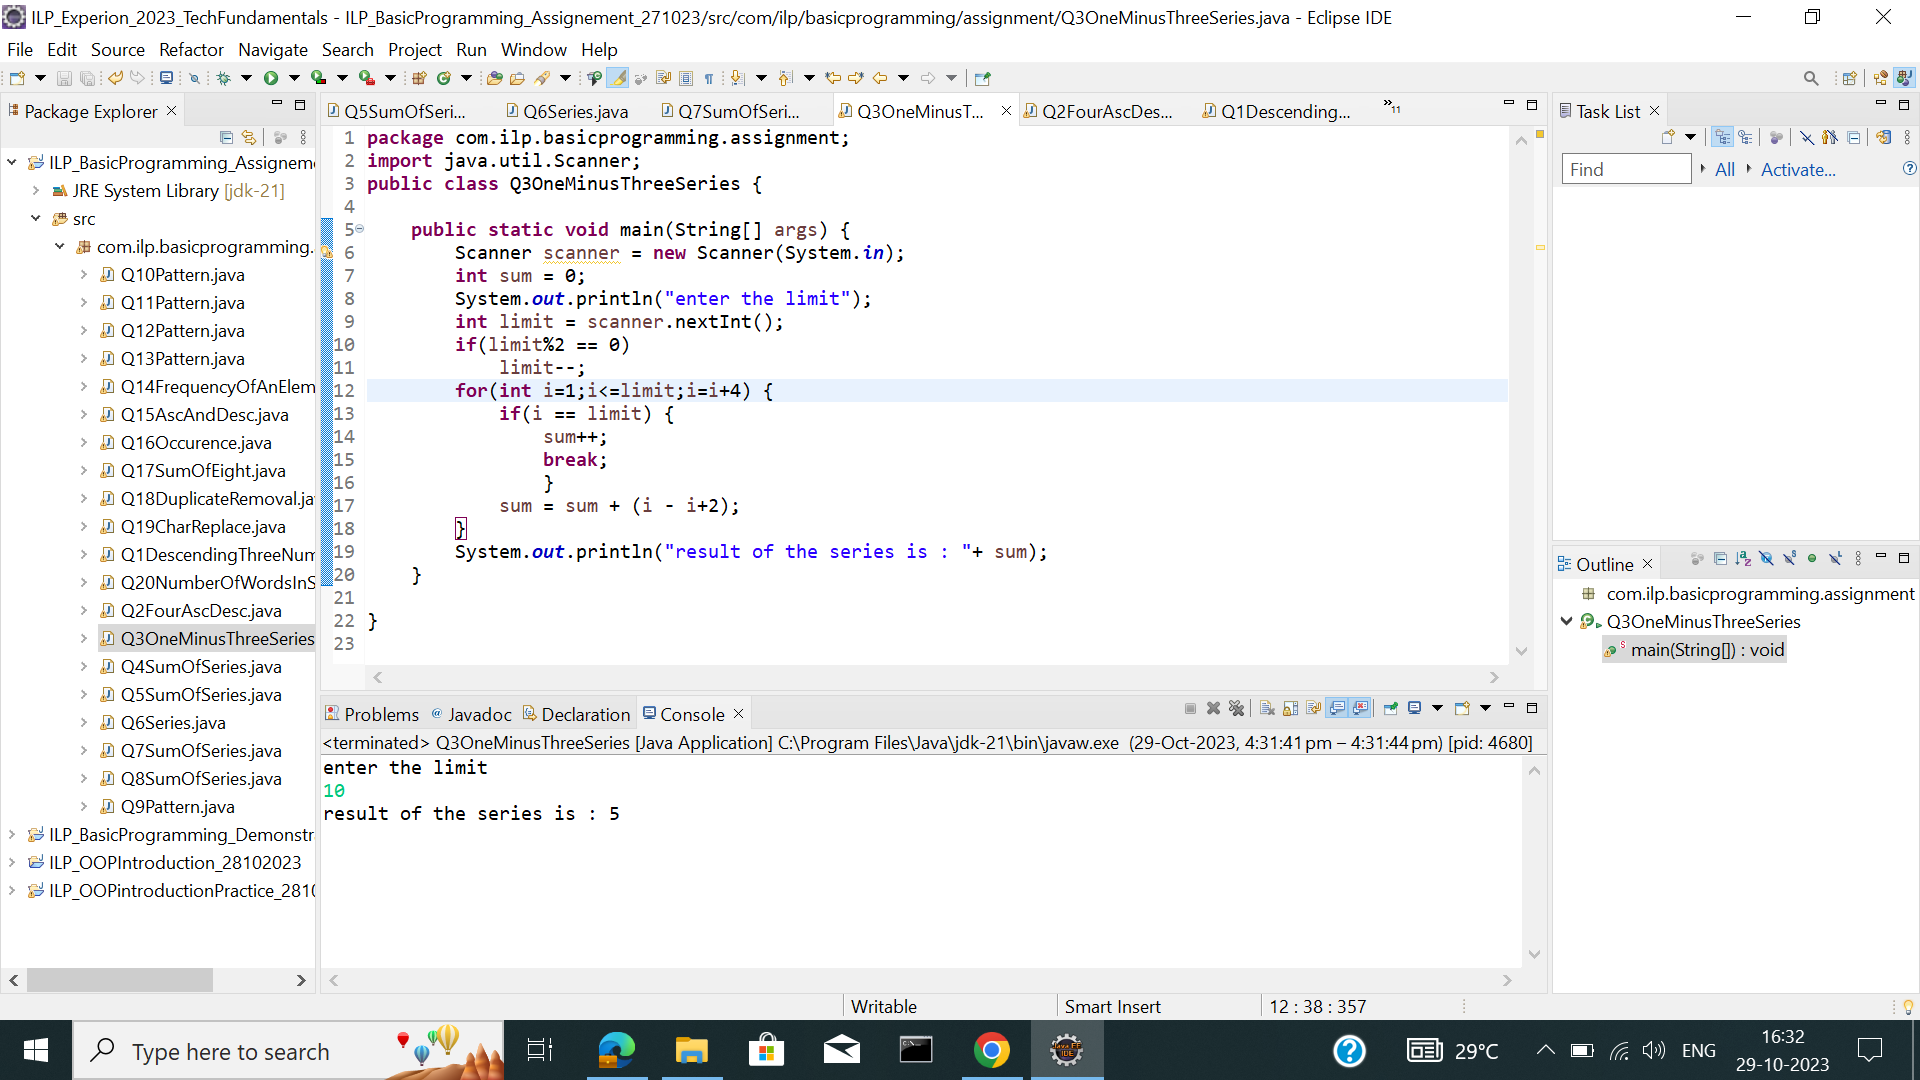 ILP_Experion_2023_TechFundamentals - ILP_BasicProgramming_Assignement_271023/src/com/ilp/basicprogramming/assignment/Q3OneMinusThreeSeries.java - Eclipse IDE
File Edit Source Refactor Navigate Search Project Run Window Help
Package Explorer
ILP_BasicProgramming_Assignem
JRE System Library [jdk-21]
src
com.ilp.basicprogramming.
Q10Pattern.java
Q11Pattern.java
Q12Pattern.java
Q13Pattern.java
Q14FrequencyOfAnElem
Q15AscAndDesc.java
Q16Occurence.java
Q17SumOfEight.java
Q18DuplicateRemoval.ja
Q19CharReplace.java
Q1DescendingThreeNum
Q20NumberOfWordsInS
Q2FourAscDesc.java
Q3OneMinusThreeSeries
Q4SumOfSeries.java
Q5SumOfSeries.java
Q6Series.java
Q7SumOfSeries.java
Q8SumOfSeries.java
Q9Pattern.java
ILP_BasicProgramming_Demonstr
ILP_OOPIntroduction_28102023
ILP_OOPintroductionPractice_2810
Q5SumOfSeri... Q6Series.java Q7SumOfSeri... Q3OneMinusT... Q2FourAscDes... Q1Descending... »11
1 package com.ilp.basicprogramming.assignment;
2 import java.util.Scanner;
3 public class Q3OneMinusThreeSeries {
4
5 public static void main(String[] args) {
6 Scanner scanner = new Scanner(System.in);
7 int sum = 0;
8 System.out.println("enter the limit");
9 int limit = scanner.nextInt();
10 if(limit%2 == 0)
11 limit--;
12 for(int i=1;i<=limit;i=i+4) {
13 if(i == limit) {
14 sum++;
15 break;
16 }
17 sum = sum + (i - i+2);
18 }
19 System.out.println("result of the series is : "+ sum);
20 }
21
22 }
23
Problems @ Javadoc Declaration Console
<terminated> Q3OneMinusThreeSeries [Java Application] C:\Program Files\Java\jdk-21\bin\javaw.exe (29-Oct-2023, 4:31:41 pm – 4:31:44 pm) [pid: 4680]
enter the limit
10
result of the series is : 5
Task List
Find All Activate...
Outline
com.ilp.basicprogramming.assignment
Q3OneMinusThreeSeries
main(String[]) : void
Writable Smart Insert 12 : 38 : 357
Type here to search
29°C ENG
16:32
29-10-2023